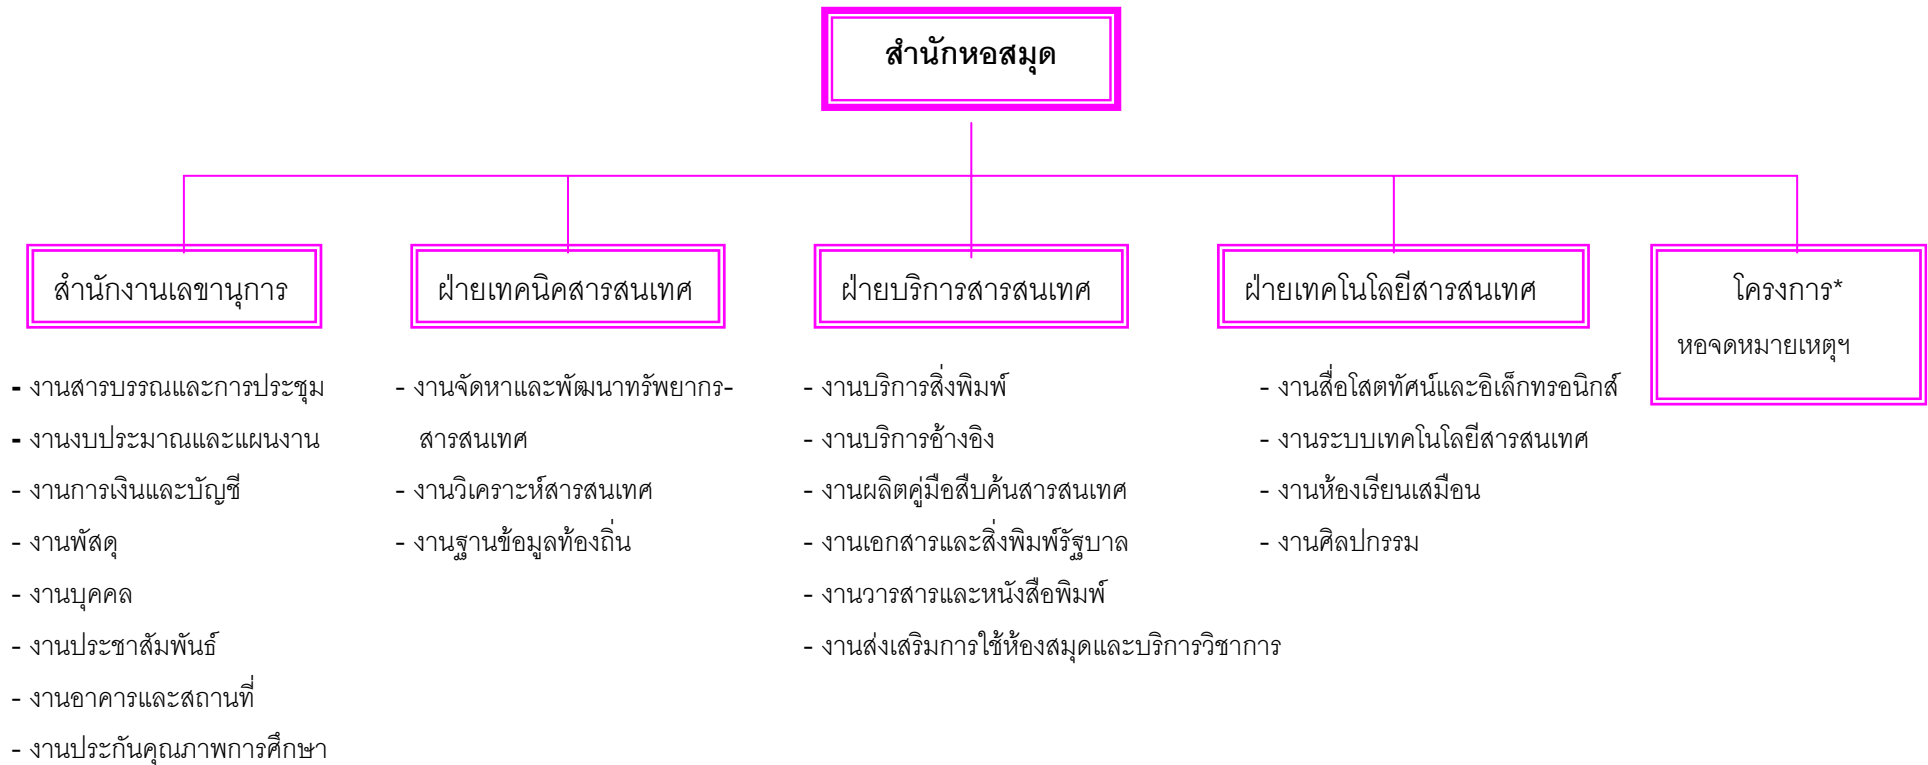 สำนักหอสมุด
สำนักงานเลขานุการ
ฝ่ายเทคนิคสารสนเทศ
ฝ่ายบริการสารสนเทศ
ฝ่ายเทคโนโลยีสารสนเทศ
โครงการ*
หอจดหมายเหตุฯ
- งานสารบรรณและการประชุม
- งานงบประมาณและแผนงาน
- งานการเงินและบัญชี
- งานพัสดุ
- งานบุคคล
- งานประชาสัมพันธ์
- งานอาคารและสถานที่
- งานประกันคุณภาพการศึกษา
- งานจัดหาและพัฒนาทรัพยากร-
สารสนเทศ
- งานวิเคราะห์สารสนเทศ
- งานฐานข้อมูลท้องถิ่น
- งานบริการสิ่งพิมพ์
- งานบริการอ้างอิง
- งานผลิตคู่มือสืบค้นสารสนเทศ
- งานเอกสารและสิ่งพิมพ์รัฐบาล
- งานวารสารและหนังสือพิมพ์
- งานส่งเสริมการใช้ห้องสมุดและบริการวิชาการ
- งานสื่อโสตทัศน์และอิเล็กทรอนิกส์
- งานระบบเทคโนโลยีสารสนเทศ
- งานห้องเรียนเสมือน
- งานศิลปกรรม